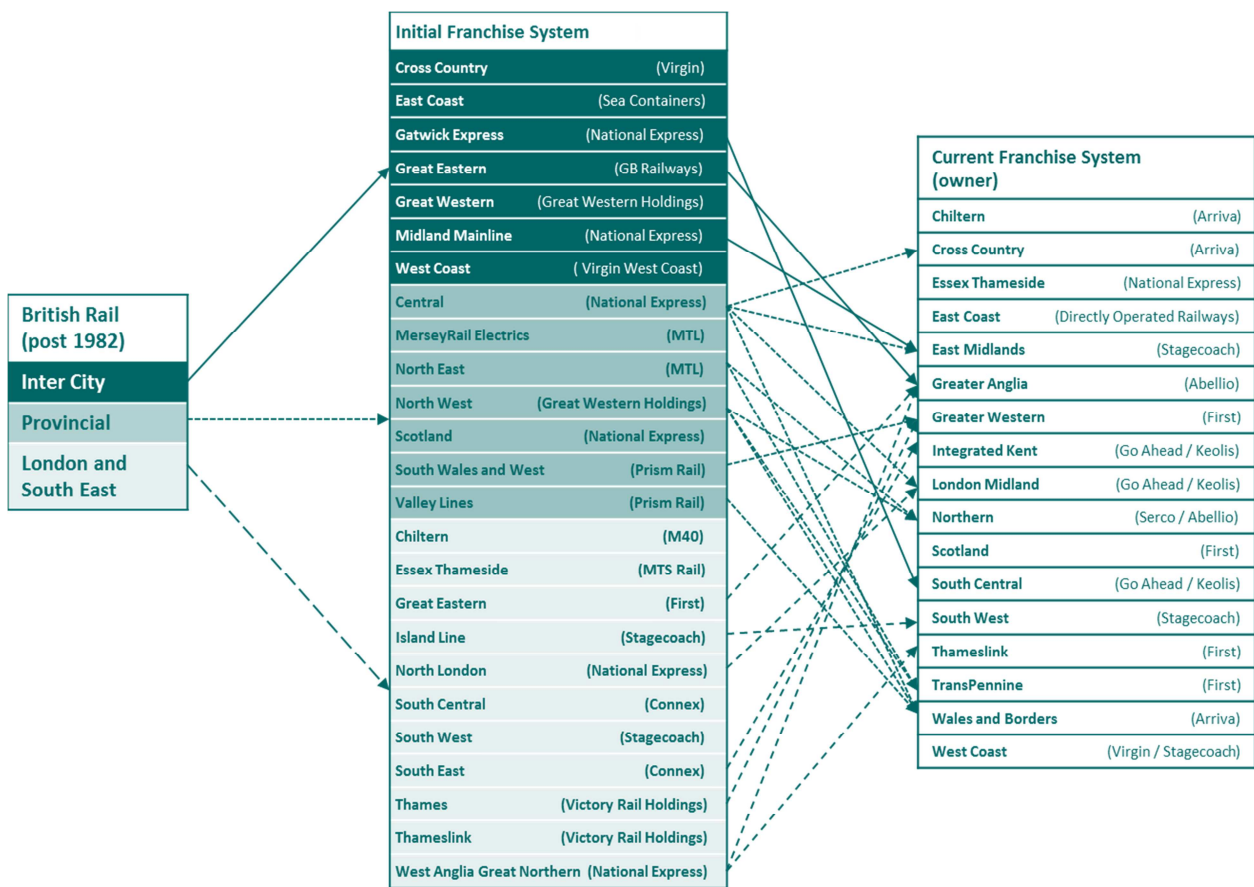 British Rail
(post 1982)
Inter City
Provincial
London and
South East
Initial Franchise System
Cross Country (Virgin)
East Coast (Sea Containers)
Gatwick Express (National Express)
Great Eastern (GB Railways)
Great Western (Great Western Holdings)
Midland Mainline (National Express)
West Coast ( Virgin West Coast)
Central (National Express)
MerseyRail Electrics (MTL)
North East (MTL)
North West (Great Western Holdings)
Scotland (National Express)
South Wales and West (Prism Rail)
Valley Lines (Prism Rail)
Chiltern (M40)
Essex Thameside (MTS Rail)
Great Eastern (First)
Island Line (Stagecoach)
North London (National Express)
South Central (Connex)
South West (Stagecoach)
South East (Connex)
Thames (Victory Rail Holdings)
Thameslink (Victory Rail Holdings)
West Anglia Great Northern (National Express)
Current Franchise System
(owner)
Chiltern (Arriva)
Cross Country (Arriva)
Essex Thameside (National Express)
East Coast (Directly Operated Railways)
East Midlands (Stagecoach)
Greater Anglia (Abellio)
Greater Western (First)
Integrated Kent (Go Ahead / Keolis)
London Midland (Go Ahead / Keolis)
Northern (Serco / Abellio)
Scotland (First)
South Central (Go Ahead / Keolis)
South West (Stagecoach)
Thameslink (First)
TransPennine (First)
Wales and Borders (Arriva)
West Coast (Virgin / Stagecoach)